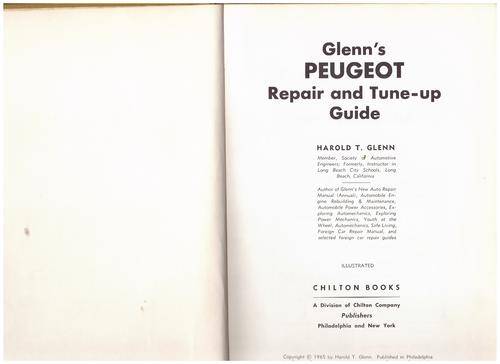 Glenn's
PEUGEOT
Repair and Tune-up
Guide
HAROLD T. GLENN
Member, Society of Automotive
Engineers; Formerly, Instructor in
Long Beach City Schools, Long
Beach, California
Author of Glenn's New Auto Repair
Manual (Annual), Automobile En-
gine Rebuilding & Maintenance,
Automobile Power Accessories, Ex-
ploring Automechanics, Exploring
Power Mechanics, Youth at
the Wheel, Automechanics, Safe Living,
Foreign Car Repair Manual, and
selected foreign car repair guides
ILLUSTRATED
CHILTON BOOKS
A Division of Chilton Company
Publishers
Philadelphia and New York
Copyright © 1965 by Harold T. Glenn. Published in Philadelphia